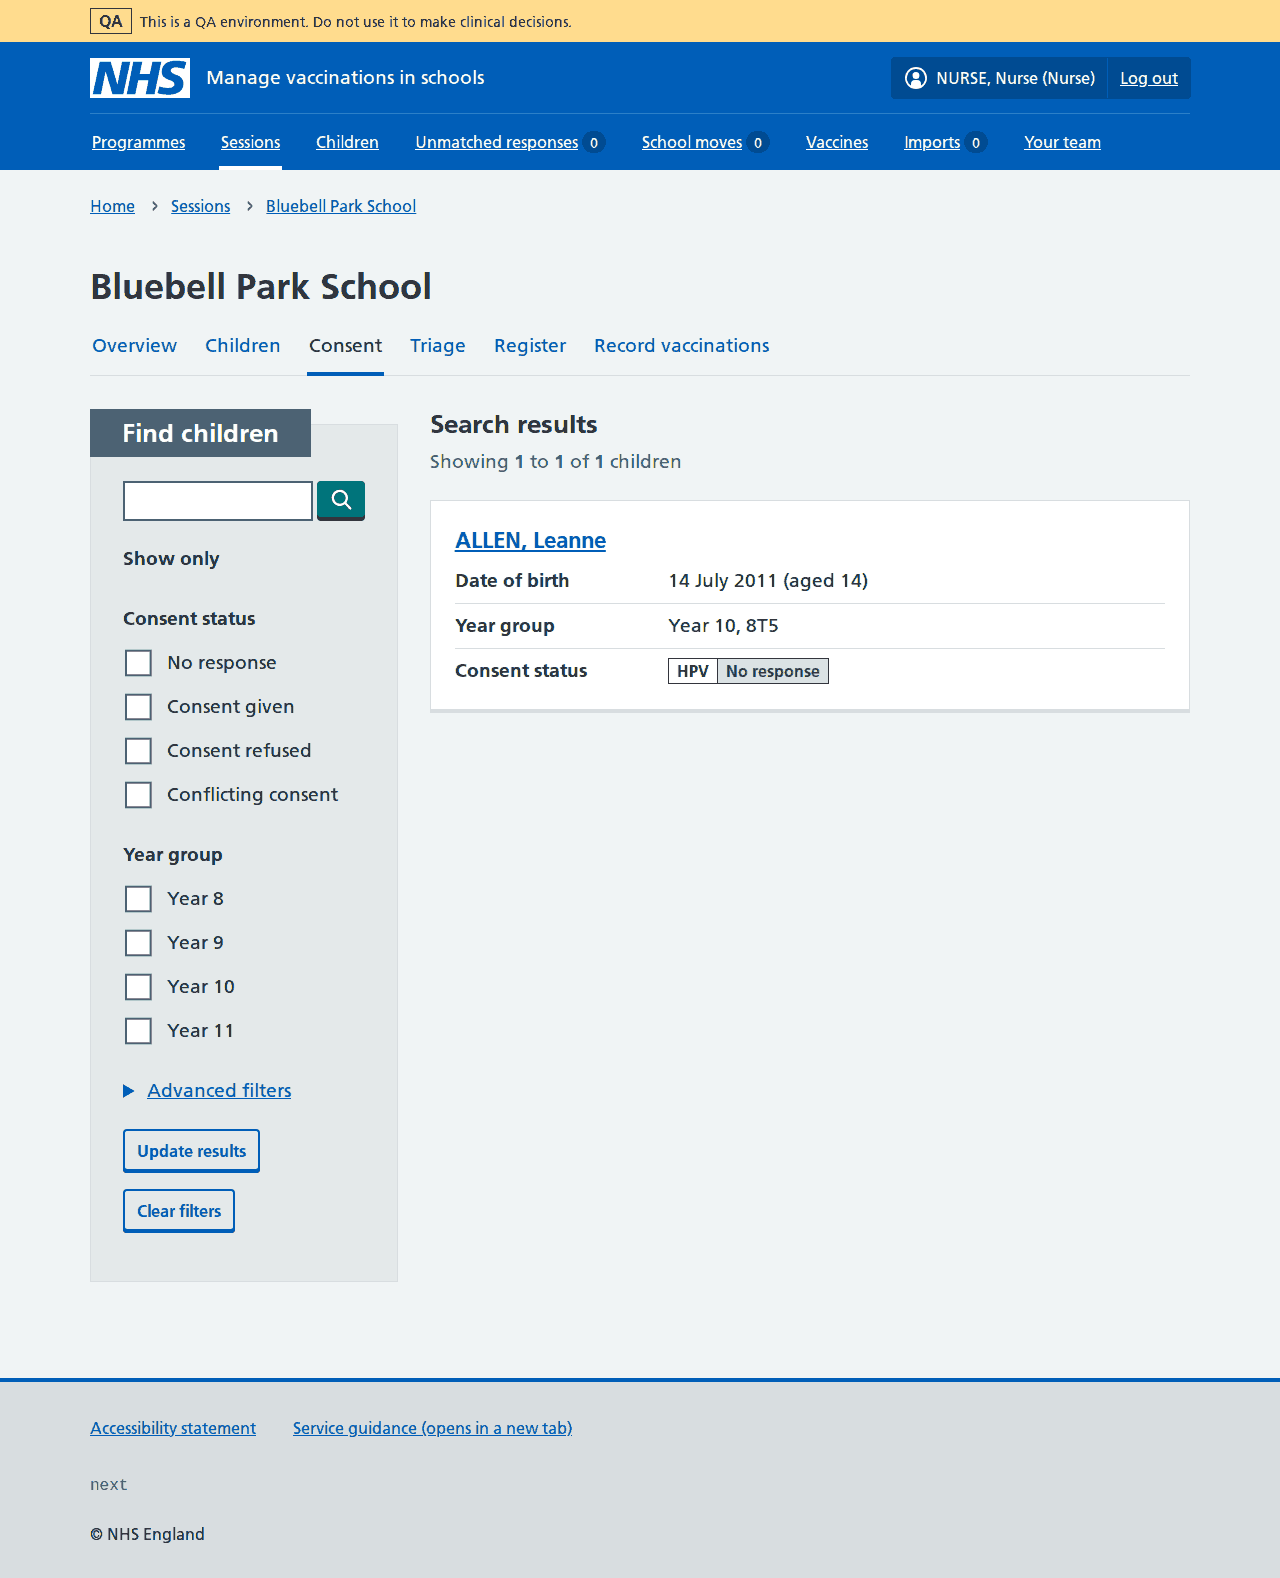 QA This is a QA environment. Do not use it to make clinical decisions.
NHS Manage vaccinations in schools NURSE, Nurse (Nurse) Log out
Programmes Sessions Children Unmatched responses 0 School moves 0 Vaccines Imports 0 Your team
Home Sessions Bluebell Park School
Bluebell Park School
Overview Children Consent Triage Register Record vaccinations
Find children
Show only
Consent status
No response
Consent given
Consent refused
Conflicting consent
Year group
Year 8
Year 9
Year 10
Year 11
Advanced filters
Update results
Clear filters
Search results
Showing 1 to 1 of 1 children
ALLEN, Leanne
Date of birth 14 July 2011 (aged 14)
Year group Year 10, 8T5
Consent status HPV No response
Accessibility statement Service guidance (opens in a new tab)
next
© NHS England